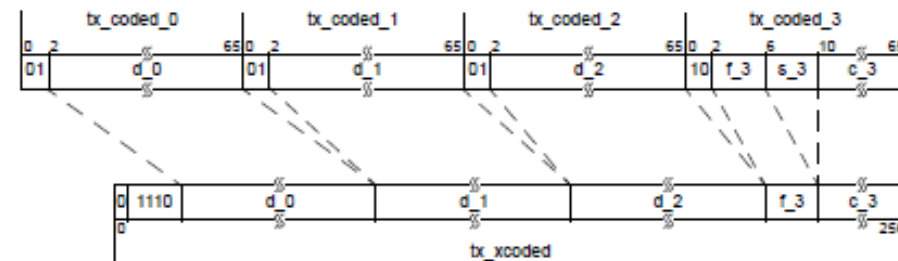 tx_coded_0 tx_coded_1 tx_coded_2 tx_coded_3
0 2 65 0 2 65 0 2 65 0 2 6 10
01 d_0 01 d_1 01 d_2 10 f_3 s_3 c_3
0 1110 d_0 d_1 d_2 f_3 c_3
0
tx_xcoded